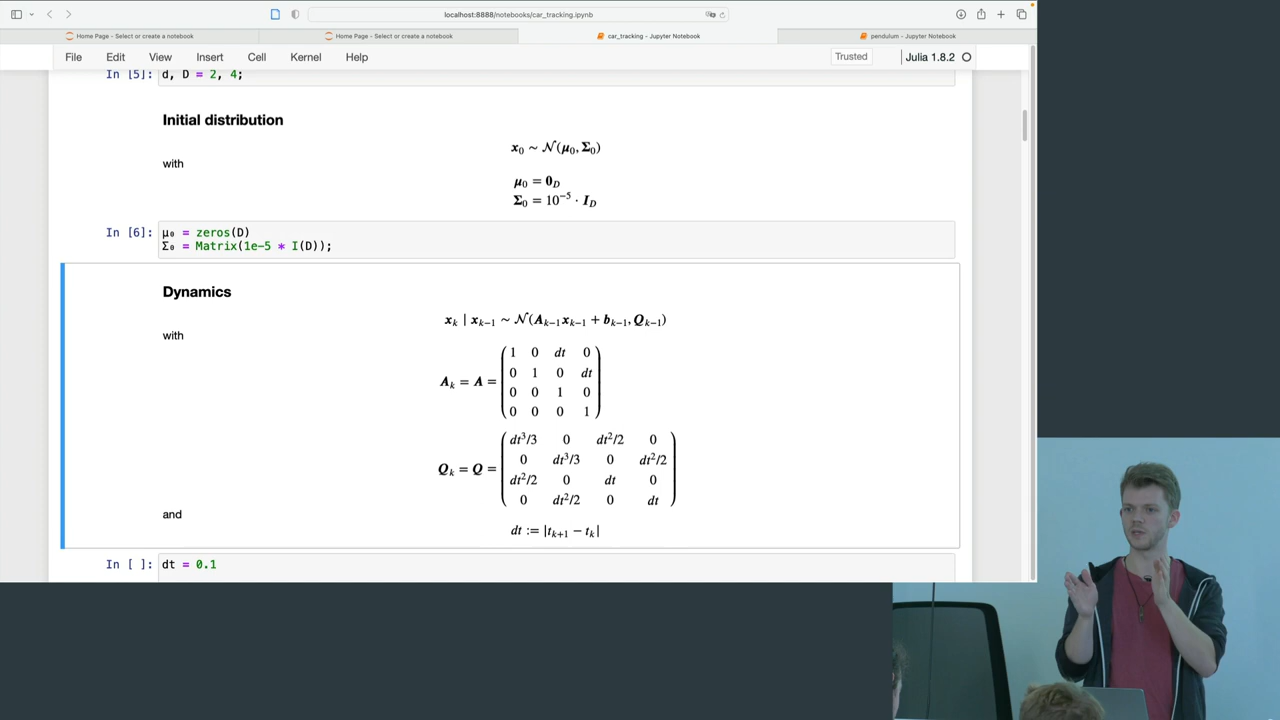 localhost:8888/notebooks/car_tracking.ipynb
Home Page - Select or create a notebook
Home Page - Select or create a notebook
car_tracking - Jupyter Notebook
pendulum - Jupyter Notebook
File Edit View Insert Cell Kernel Help
Trusted
Julia 1.8.2
In [5]: d, D = 2, 4;
Initial distribution
x₀ ∼ 𝒩(μ₀, Σ₀)
with
μ₀ = 0_D
Σ₀ = 10⁻⁵ · I_D
In [6]: μ₀ = zeros(D)
Σ₀ = Matrix(1e-5 * I(D));
Dynamics
x_k | x_{k−1} ∼ 𝒩(A_{k−1}x_{k−1} + b_{k−1}, Q_{k−1})
with
1 0 dt 0
0 1 0 dt
A_k = A =
0 0 1 0
0 0 0 1
dt³/3 0 dt²/2 0
0 dt³/3 0 dt²/2
Q_k = Q =
dt²/2 0 dt 0
0 dt²/2 0 dt
and
dt := |t_{k+1} − t_k|
In [ ]: dt = 0.1